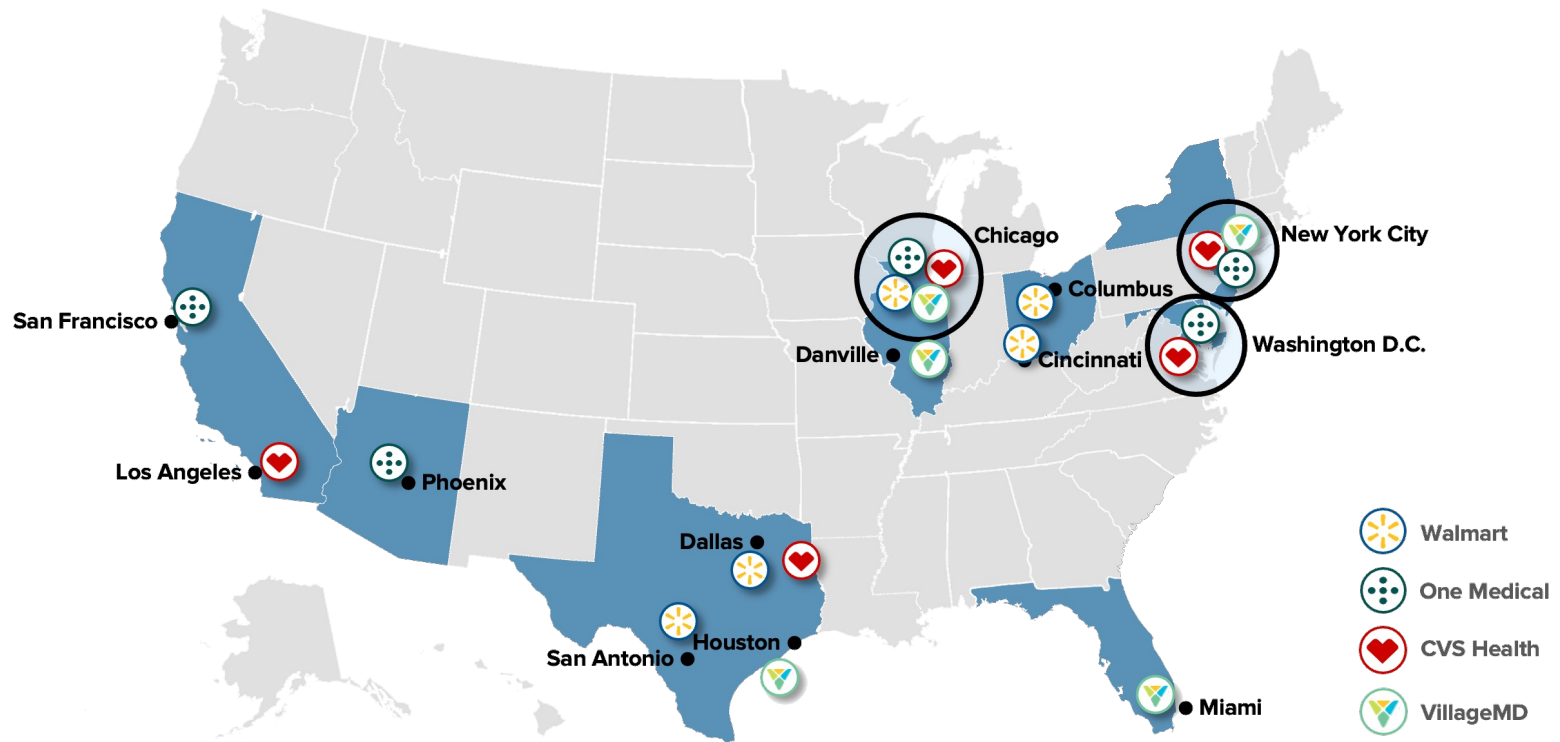 Chicago
New York City
Columbus
San Francisco
Washington D.C.
Danville
Cincinnati
Los Angeles
Phoenix
Dallas
Houston
San Antonio
Miami
Walmart
One Medical
CVS Health
VillageMD